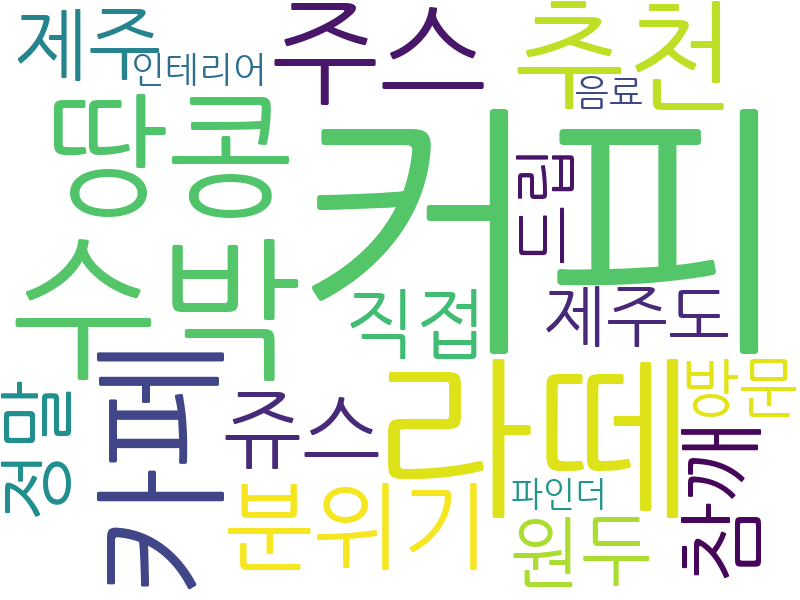 제주
인테리어
주스
추천
음료
땅콩
커피
드립
수박
직접
제주도
카페
라떼
방문
정말
쥬스
참깨
분위기
파인더
원두